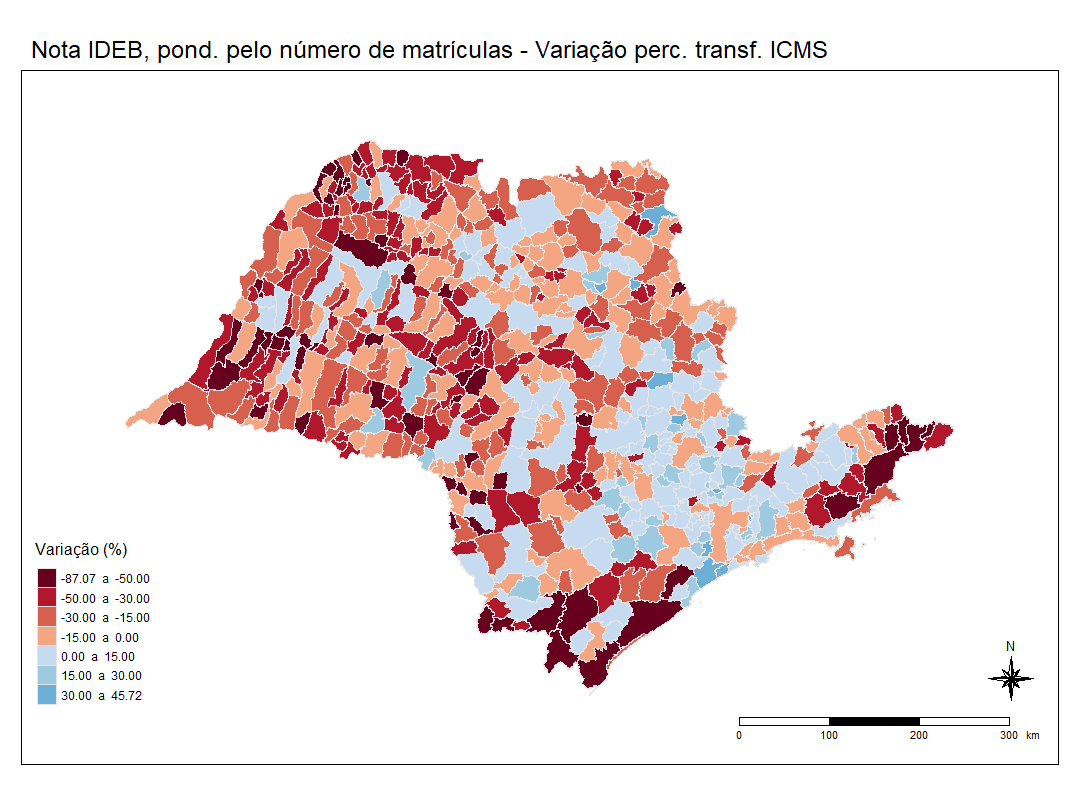 Nota IDEB, pond. pelo número de matrículas - Variação perc. transf. ICMS
Variação (%)
-87.07 a -50.00
-50.00 a -30.00
-30.00 a -15.00
-15.00 a 0.00
0.00 a 15.00
15.00 a 30.00
30.00 a 45.72
N
0 100 200 300 km